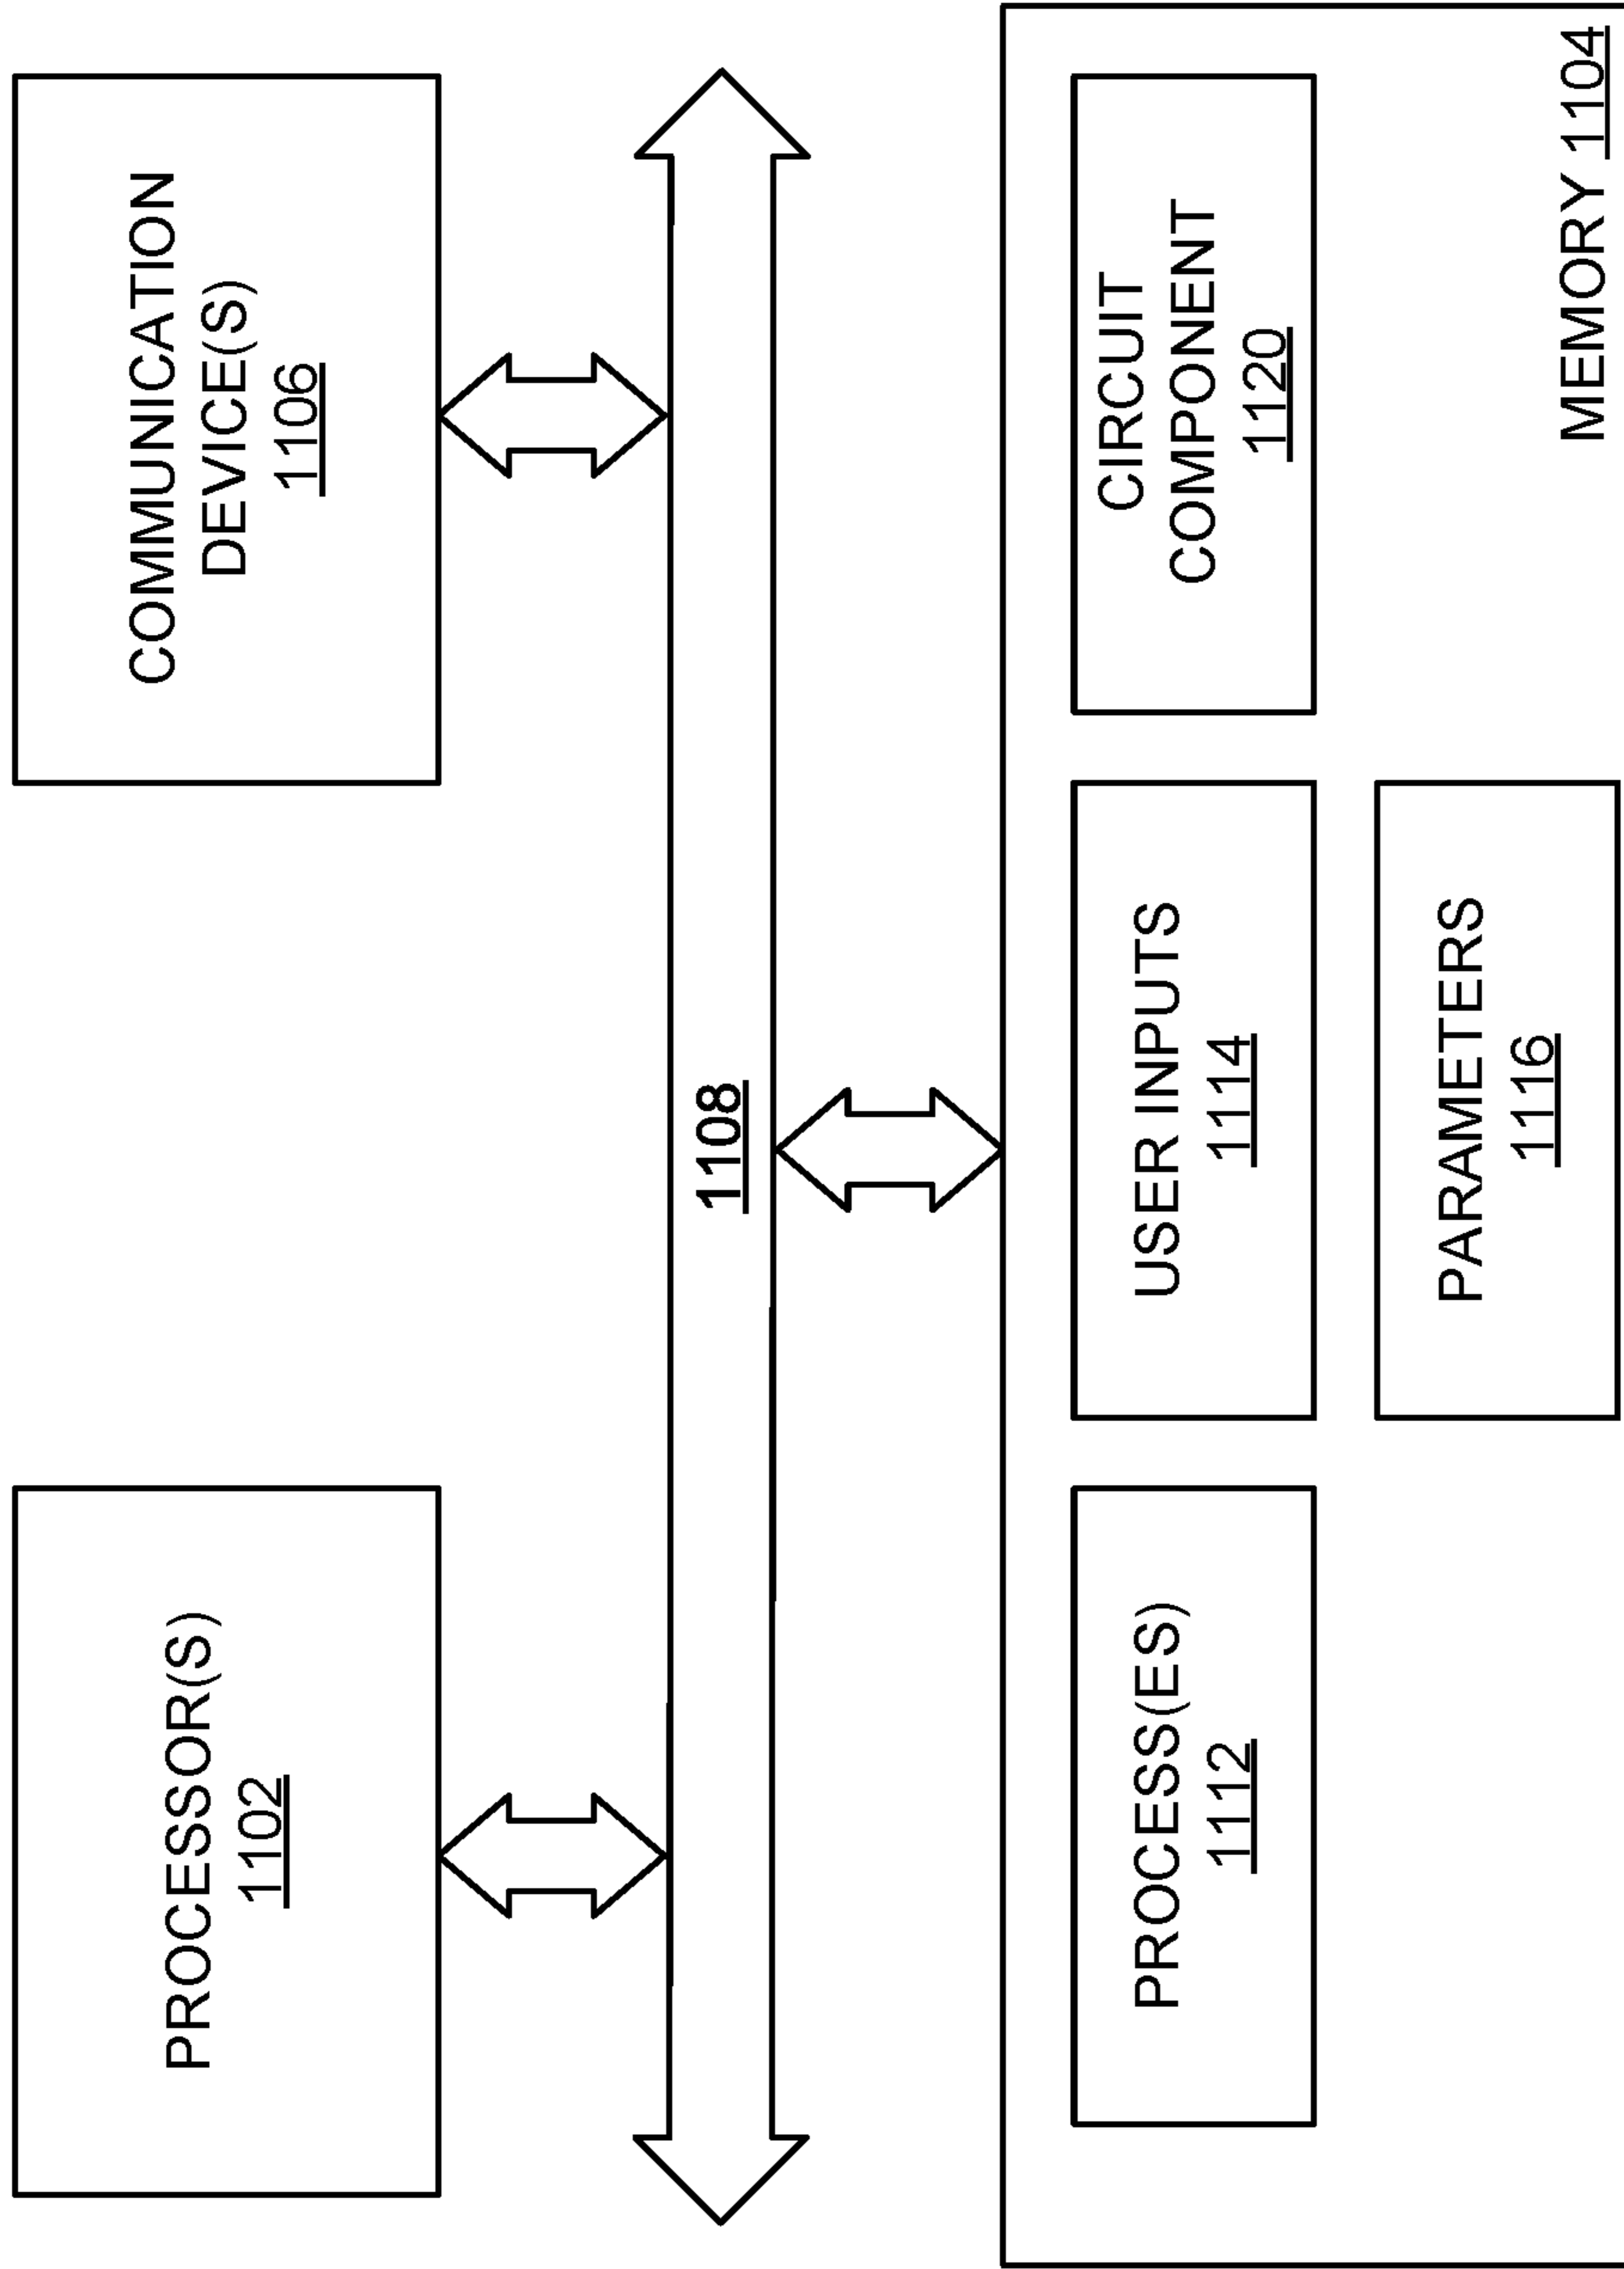 PROCESSOR(S)
1102
COMMUNICATION
DEVICE(S)
1106
1108
PROCESS(ES)
1112
USER INPUTS
1114
CIRCUIT
COMPONENT
1120
PARAMETERS
1116
MEMORY 1104